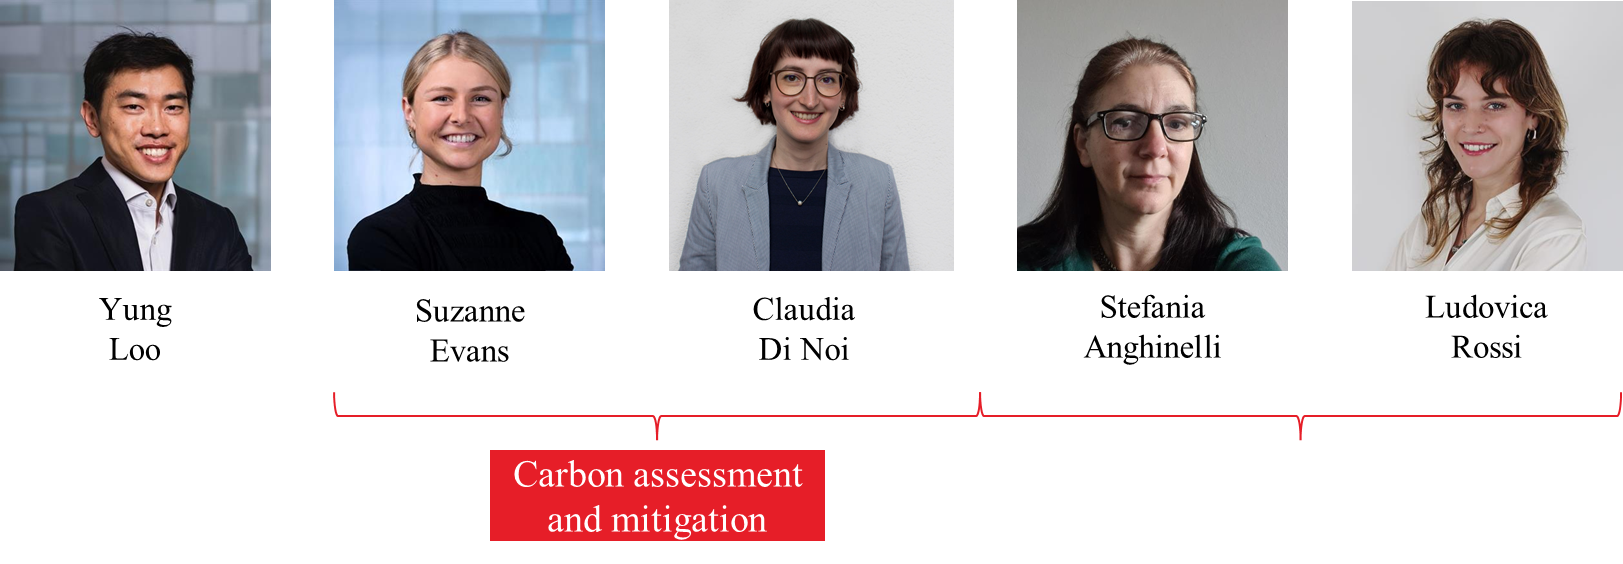 Yung
Loo
Suzanne
Evans
Claudia
Di Noi
Stefania
Anghinelli
Ludovica
Rossi
Carbon assessment
and mitigation